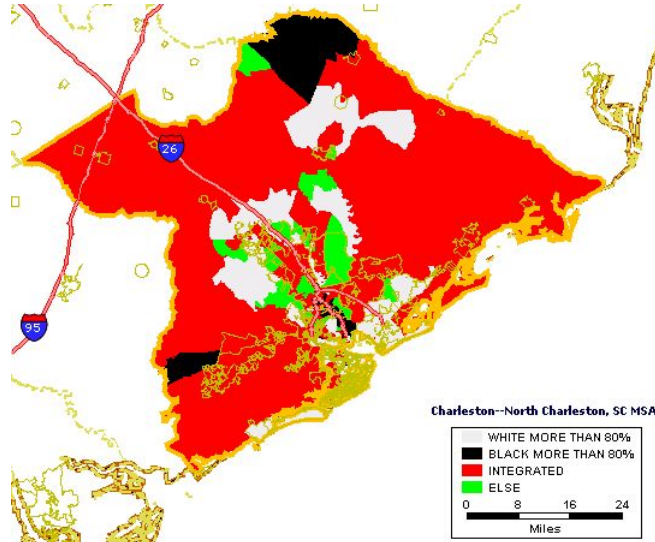 26
95
Charleston--North Charleston, SC MSA
WHITE MORE THAN 80%
BLACK MORE THAN 80%
INTEGRATED
ELSE
0 8 16 24
Miles